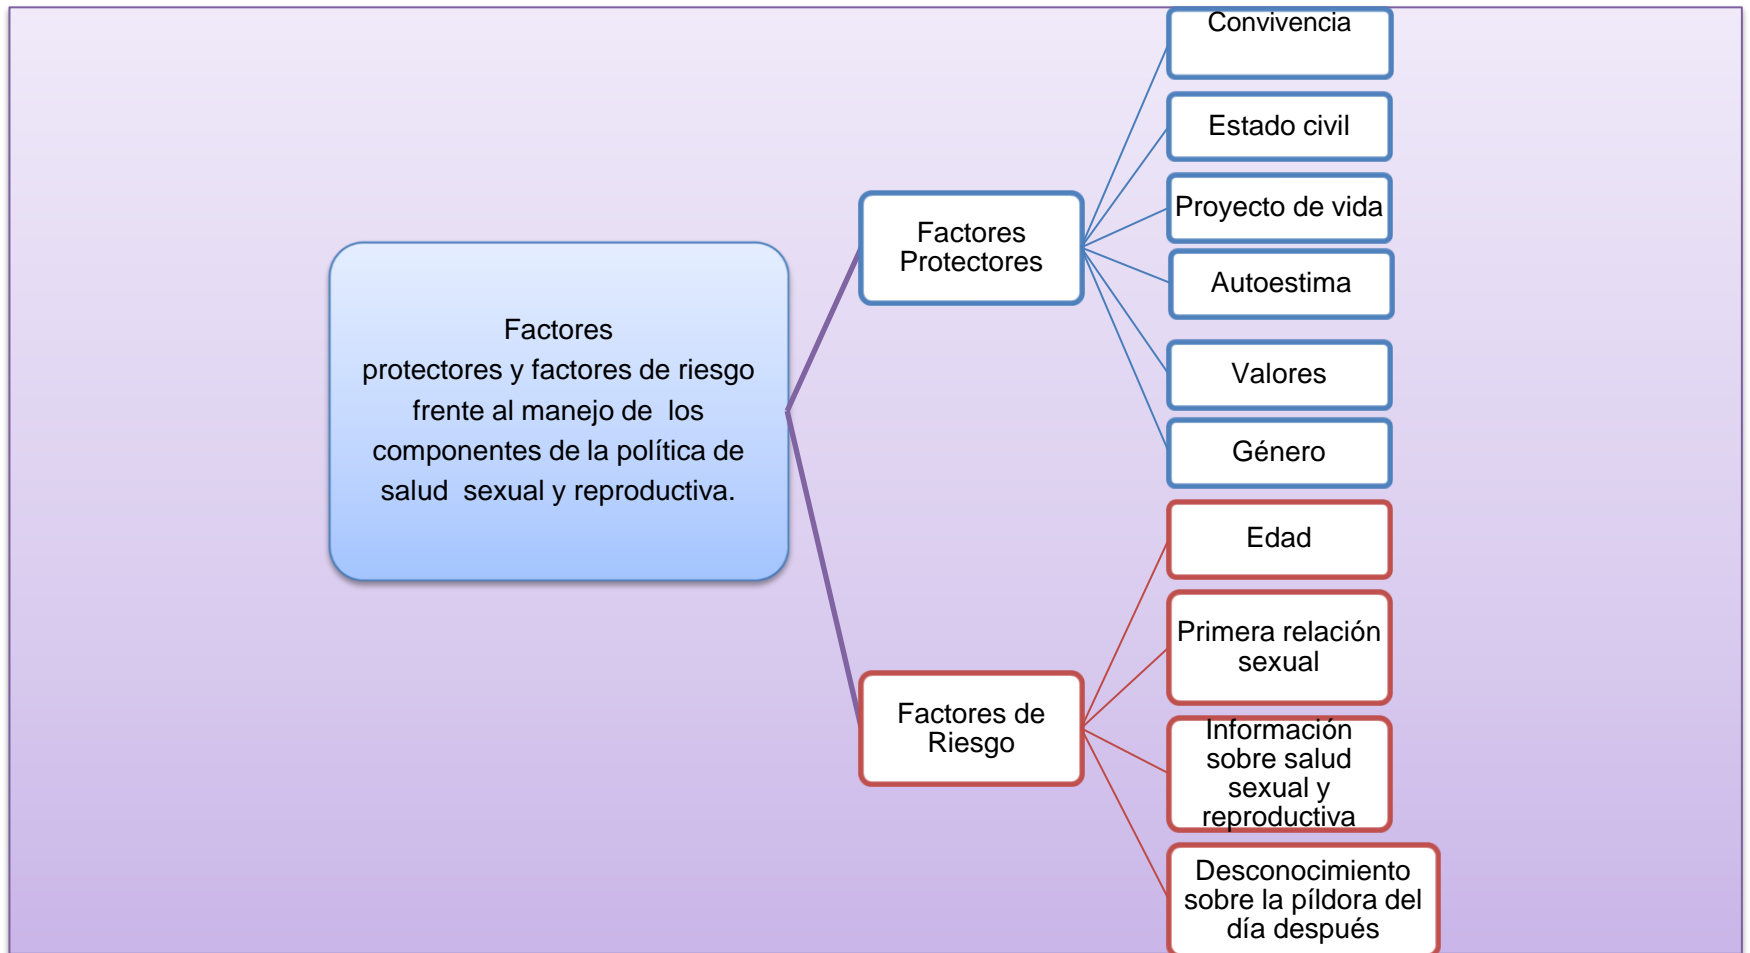 Factores
protectores y factores de riesgo
frente al manejo de los
componentes de la política de
salud sexual y reproductiva.
Factores
Protectores
Convivencia
Estado civil
Proyecto de vida
Autoestima
Valores
Género
Factores de
Riesgo
Edad
Primera relación
sexual
Información
sobre salud
sexual y
reproductiva
Desconocimiento
sobre la píldora del
día después